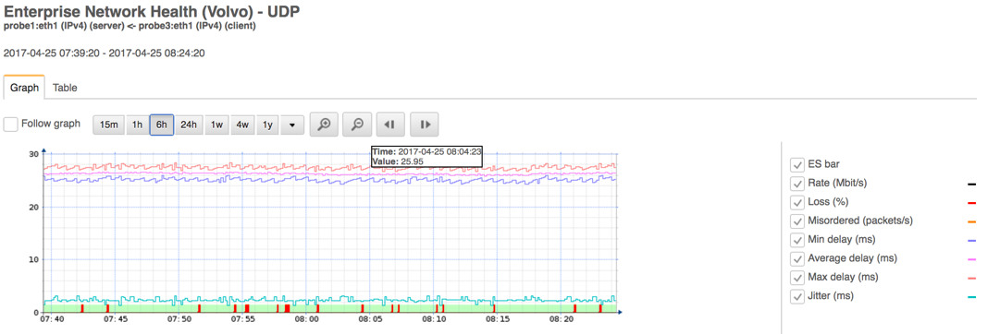 Enterprise Network Health (Volvo) - UDP
probe1:eth1 (IPv4) (server) <- probe3:eth1 (IPv4) (client)
2017-04-25 07:39:20 - 2017-04-25 08:24:20
Graph Table
Follow graph 15m 1h 6h 24h 1w 4w 1y
Time: 2017-04-25 08:04:23
Value: 25.95
30
20
10
0
07:40 07:45 07:50 07:55 08:00 08:05 08:10 08:15 08:20
ES bar
Rate (Mbit/s)
Loss (%)
Misordered (packets/s)
Min delay (ms)
Average delay (ms)
Max delay (ms)
Jitter (ms)